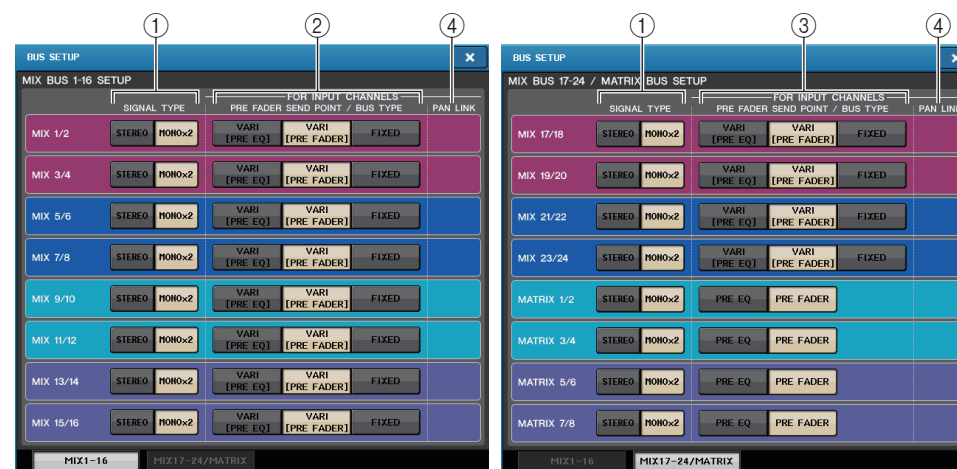 ① ② ④
BUS SETUP ×
MIX BUS 1-16 SETUP
FOR INPUT CHANNELS
SIGNAL TYPE PRE FADER SEND POINT / BUS TYPE PAN LINK
MIX 1/2 STEREO MONO×2 VARI [PRE EQ] VARI [PRE FADER] FIXED
MIX 3/4 STEREO MONO×2 VARI [PRE EQ] VARI [PRE FADER] FIXED
MIX 5/6 STEREO MONO×2 VARI [PRE EQ] VARI [PRE FADER] FIXED
MIX 7/8 STEREO MONO×2 VARI [PRE EQ] VARI [PRE FADER] FIXED
MIX 9/10 STEREO MONO×2 VARI [PRE EQ] VARI [PRE FADER] FIXED
MIX 11/12 STEREO MONO×2 VARI [PRE EQ] VARI [PRE FADER] FIXED
MIX 13/14 STEREO MONO×2 VARI [PRE EQ] VARI [PRE FADER] FIXED
MIX 15/16 STEREO MONO×2 VARI [PRE EQ] VARI [PRE FADER] FIXED
MIX1-16 MIX17-24/MATRIX
① ③ ④
BUS SETUP ×
MIX BUS 17-24 / MATRIX BUS SETUP
FOR INPUT CHANNELS
SIGNAL TYPE PRE FADER SEND POINT / BUS TYPE PAN LINK
MIX 17/18 STEREO MONO×2 VARI [PRE EQ] VARI [PRE FADER] FIXED
MIX 19/20 STEREO MONO×2 VARI [PRE EQ] VARI [PRE FADER] FIXED
MIX 21/22 STEREO MONO×2 VARI [PRE EQ] VARI [PRE FADER] FIXED
MIX 23/24 STEREO MONO×2 VARI [PRE EQ] VARI [PRE FADER] FIXED
MATRIX 1/2 STEREO MONO×2 PRE EQ PRE FADER
MATRIX 3/4 STEREO MONO×2 PRE EQ PRE FADER
MATRIX 5/6 STEREO MONO×2 PRE EQ PRE FADER
MATRIX 7/8 STEREO MONO×2 PRE EQ PRE FADER
MIX1-16 MIX17-24/MATRIX